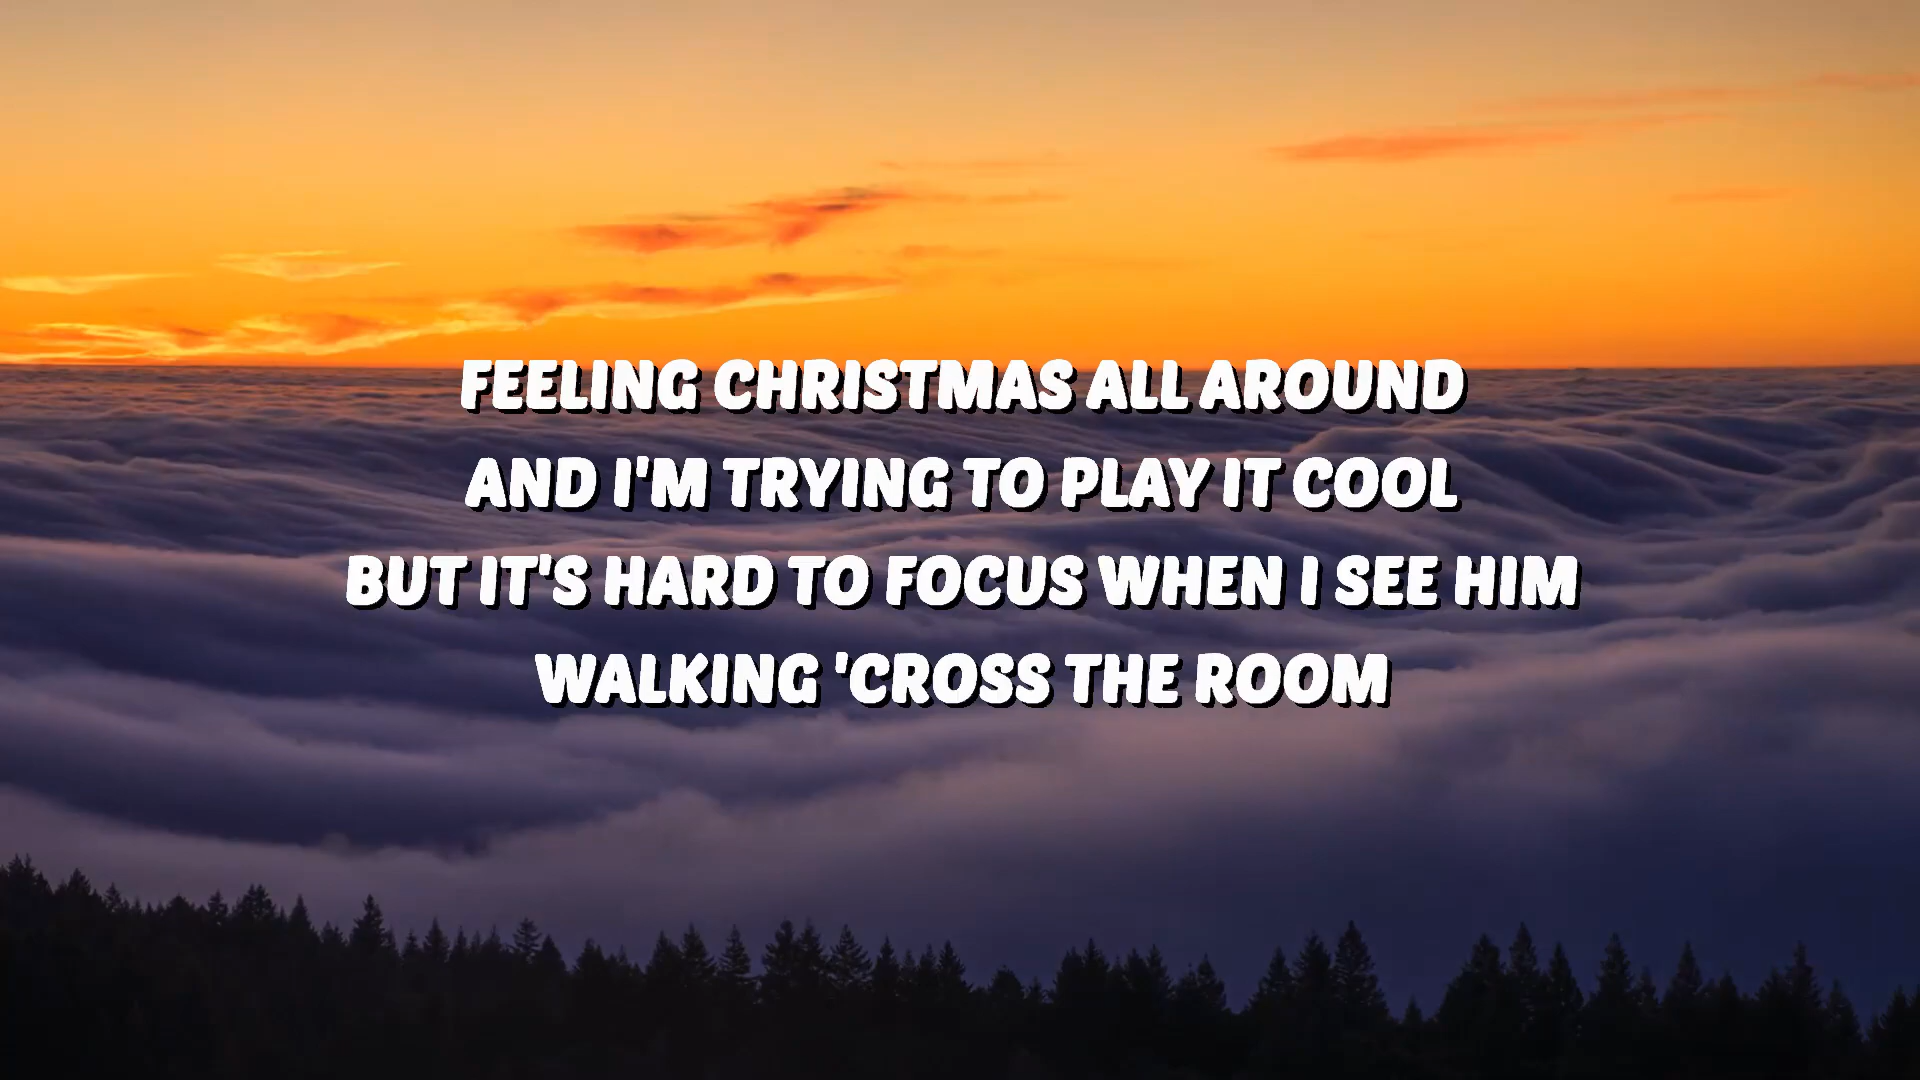 FEELING CHRISTMAS ALL AROUND
AND I'M TRYING TO PLAY IT COOL
BUT IT'S HARD TO FOCUS WHEN I SEE HIM
WALKING 'CROSS THE ROOM